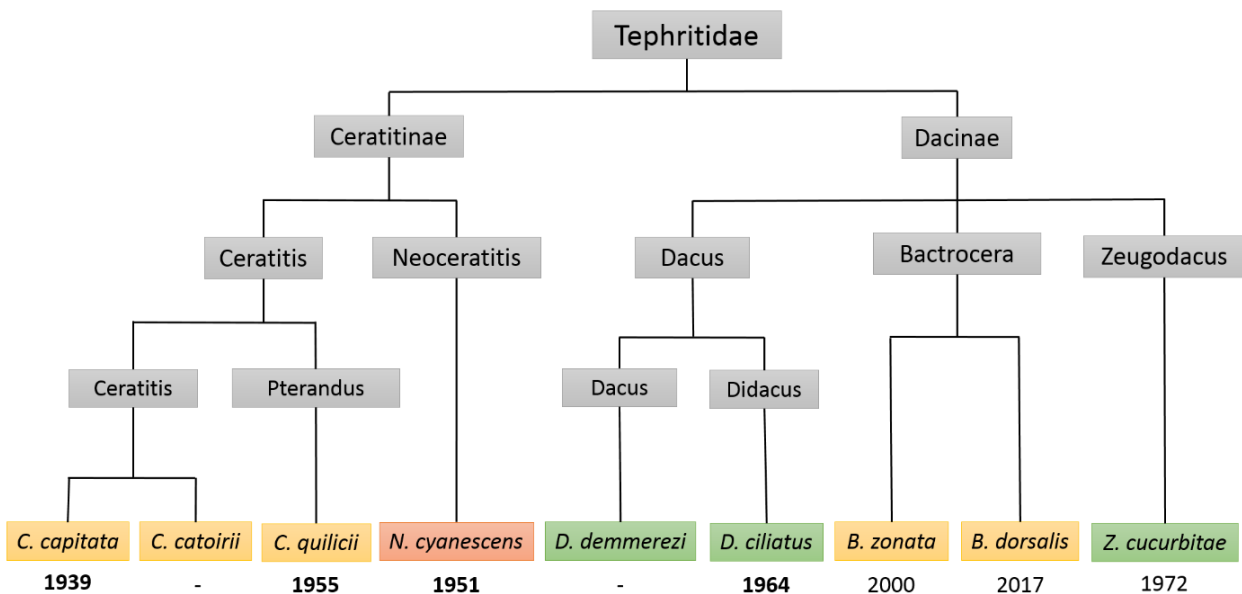 Tephritidae
Ceratitinae
Dacinae
Ceratitis
Neoceratitis
Dacus
Bactrocera
Zeugodacus
Ceratitis
Pterandus
Dacus
Didacus
C. capitata
C. catoirii
C. quilicii
N. cyanescens
D. demmerezi
D. ciliatus
B. zonata
B. dorsalis
Z. cucurbitae
1939
-
1955
1951
-
1964
2000
2017
1972